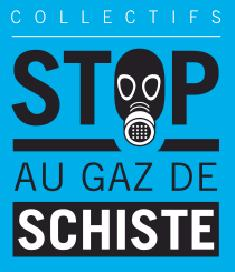 COLLECTIFS
STOP
AU GAZ DE
SCHISTE